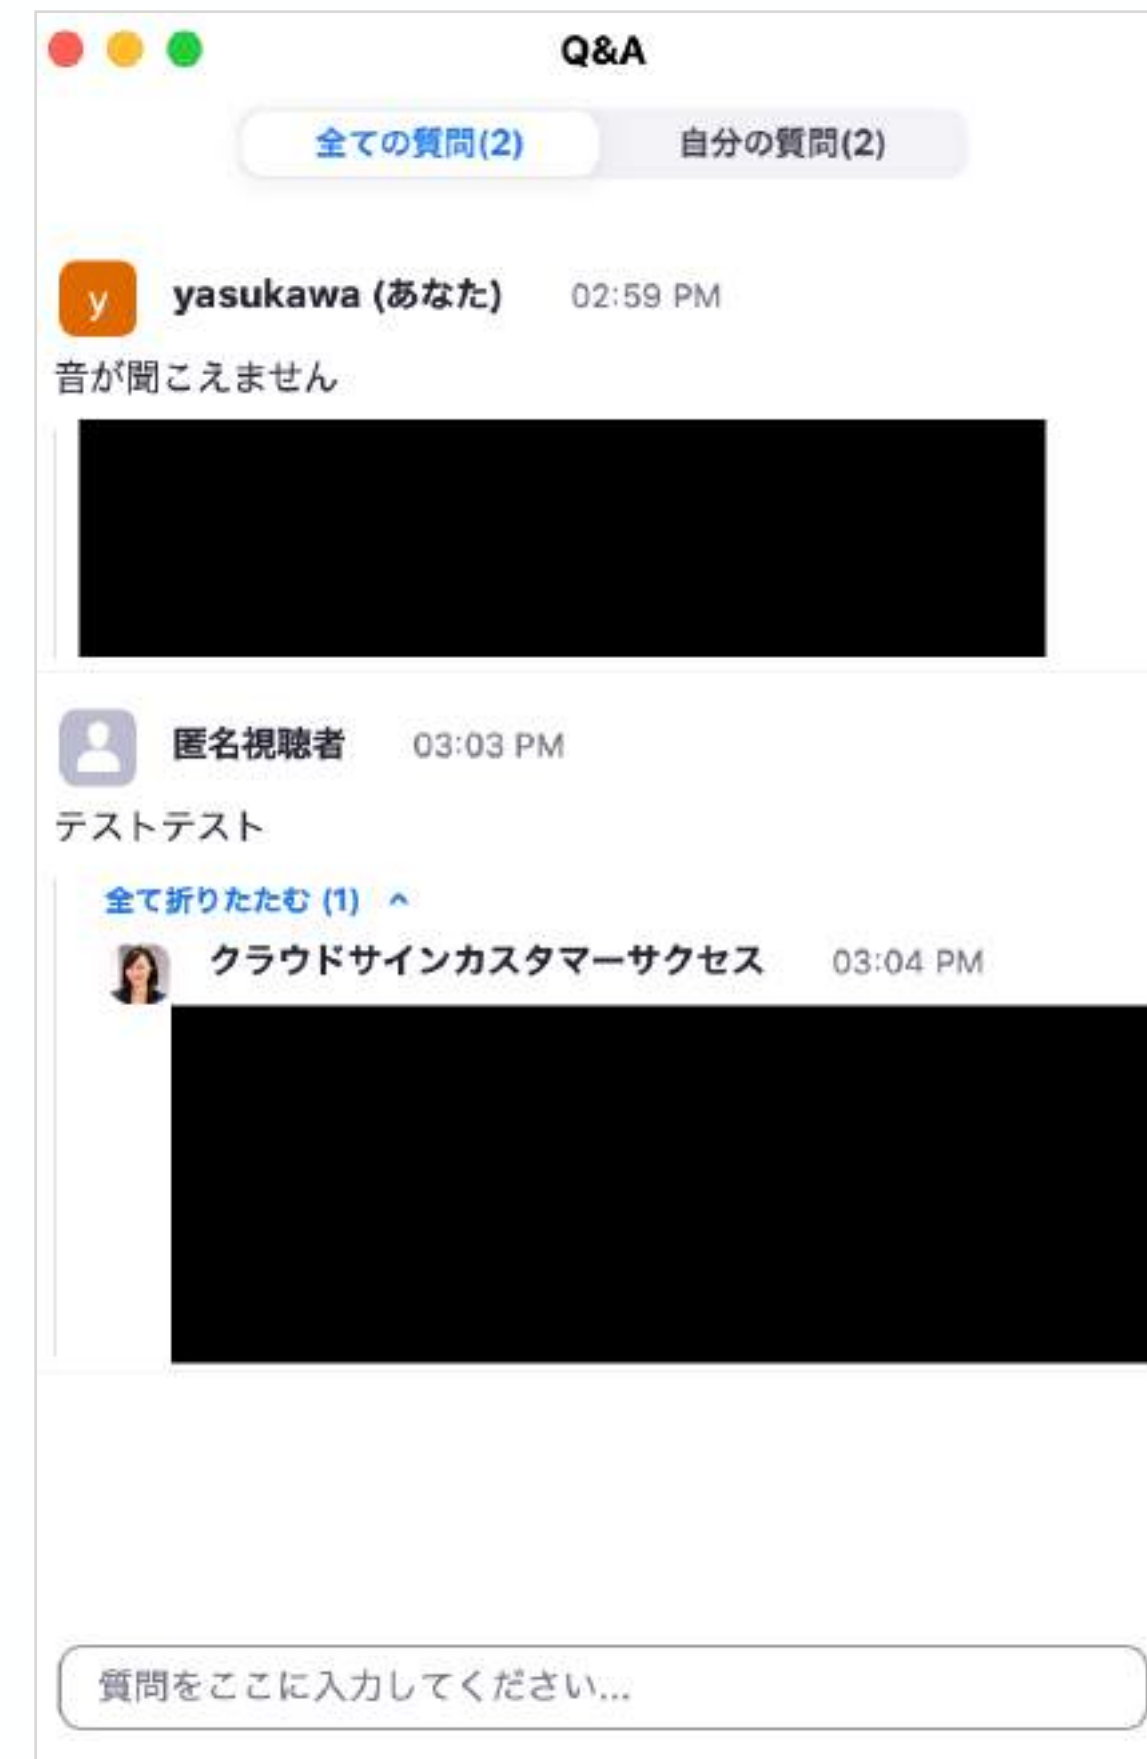 Q&A
全ての質問(2) 自分の質問(2)
y yasukawa (あなた) 02:59 PM
音が聞こえません
匿名視聴者 03:03 PM
テストテスト
全て折りたたむ (1)
クラウドサインカスタマーサクセス 03:04 PM
質問をここに入力してください...